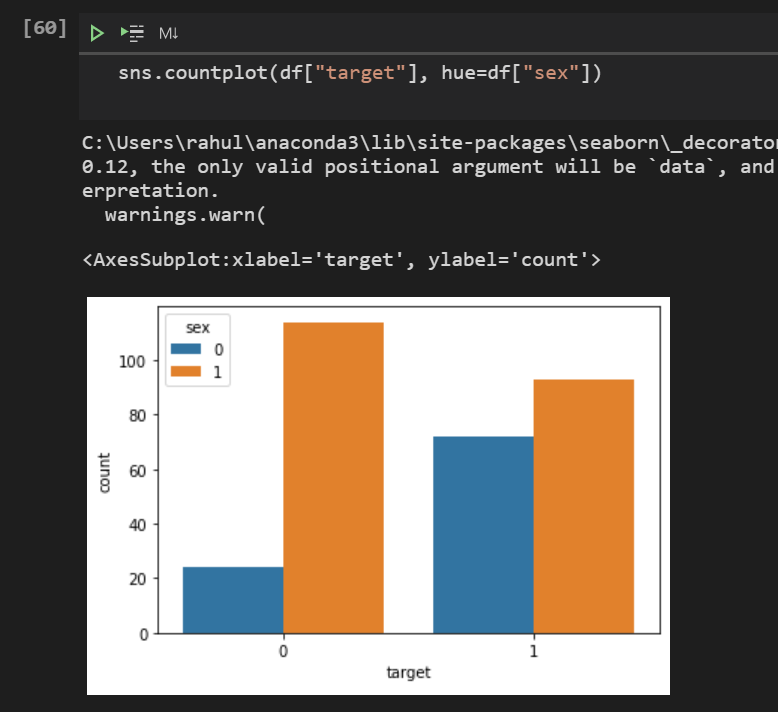 [60]
M↓
sns.countplot(df["target"], hue=df["sex"])
C:\Users\rahul\anaconda3\lib\site-packages\seaborn\_decorator
0.12, the only valid positional argument will be `data`, and
erpretation.
warnings.warn(
<AxesSubplot:xlabel='target', ylabel='count'>
sex
0
1
100
80
60
40
20
0
count
0 1
target